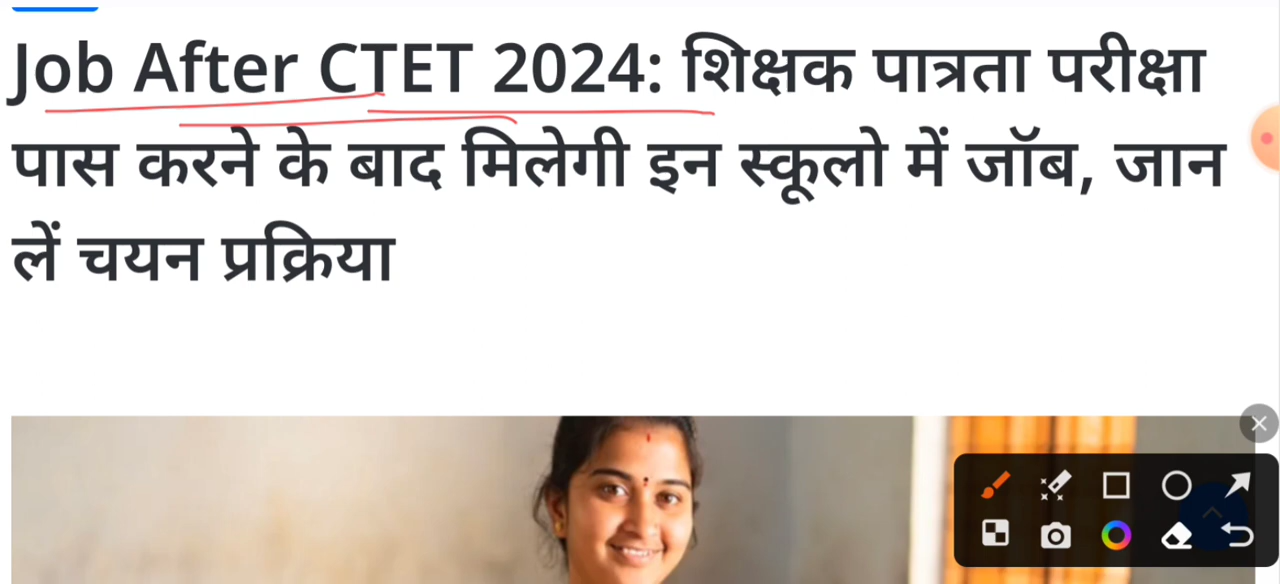 Job After CTET 2024: शिक्षक पात्रता परीक्षा
पास करने के बाद मिलेगी इन स्कूलो में जॉब, जान
लें चयन प्रक्रिया